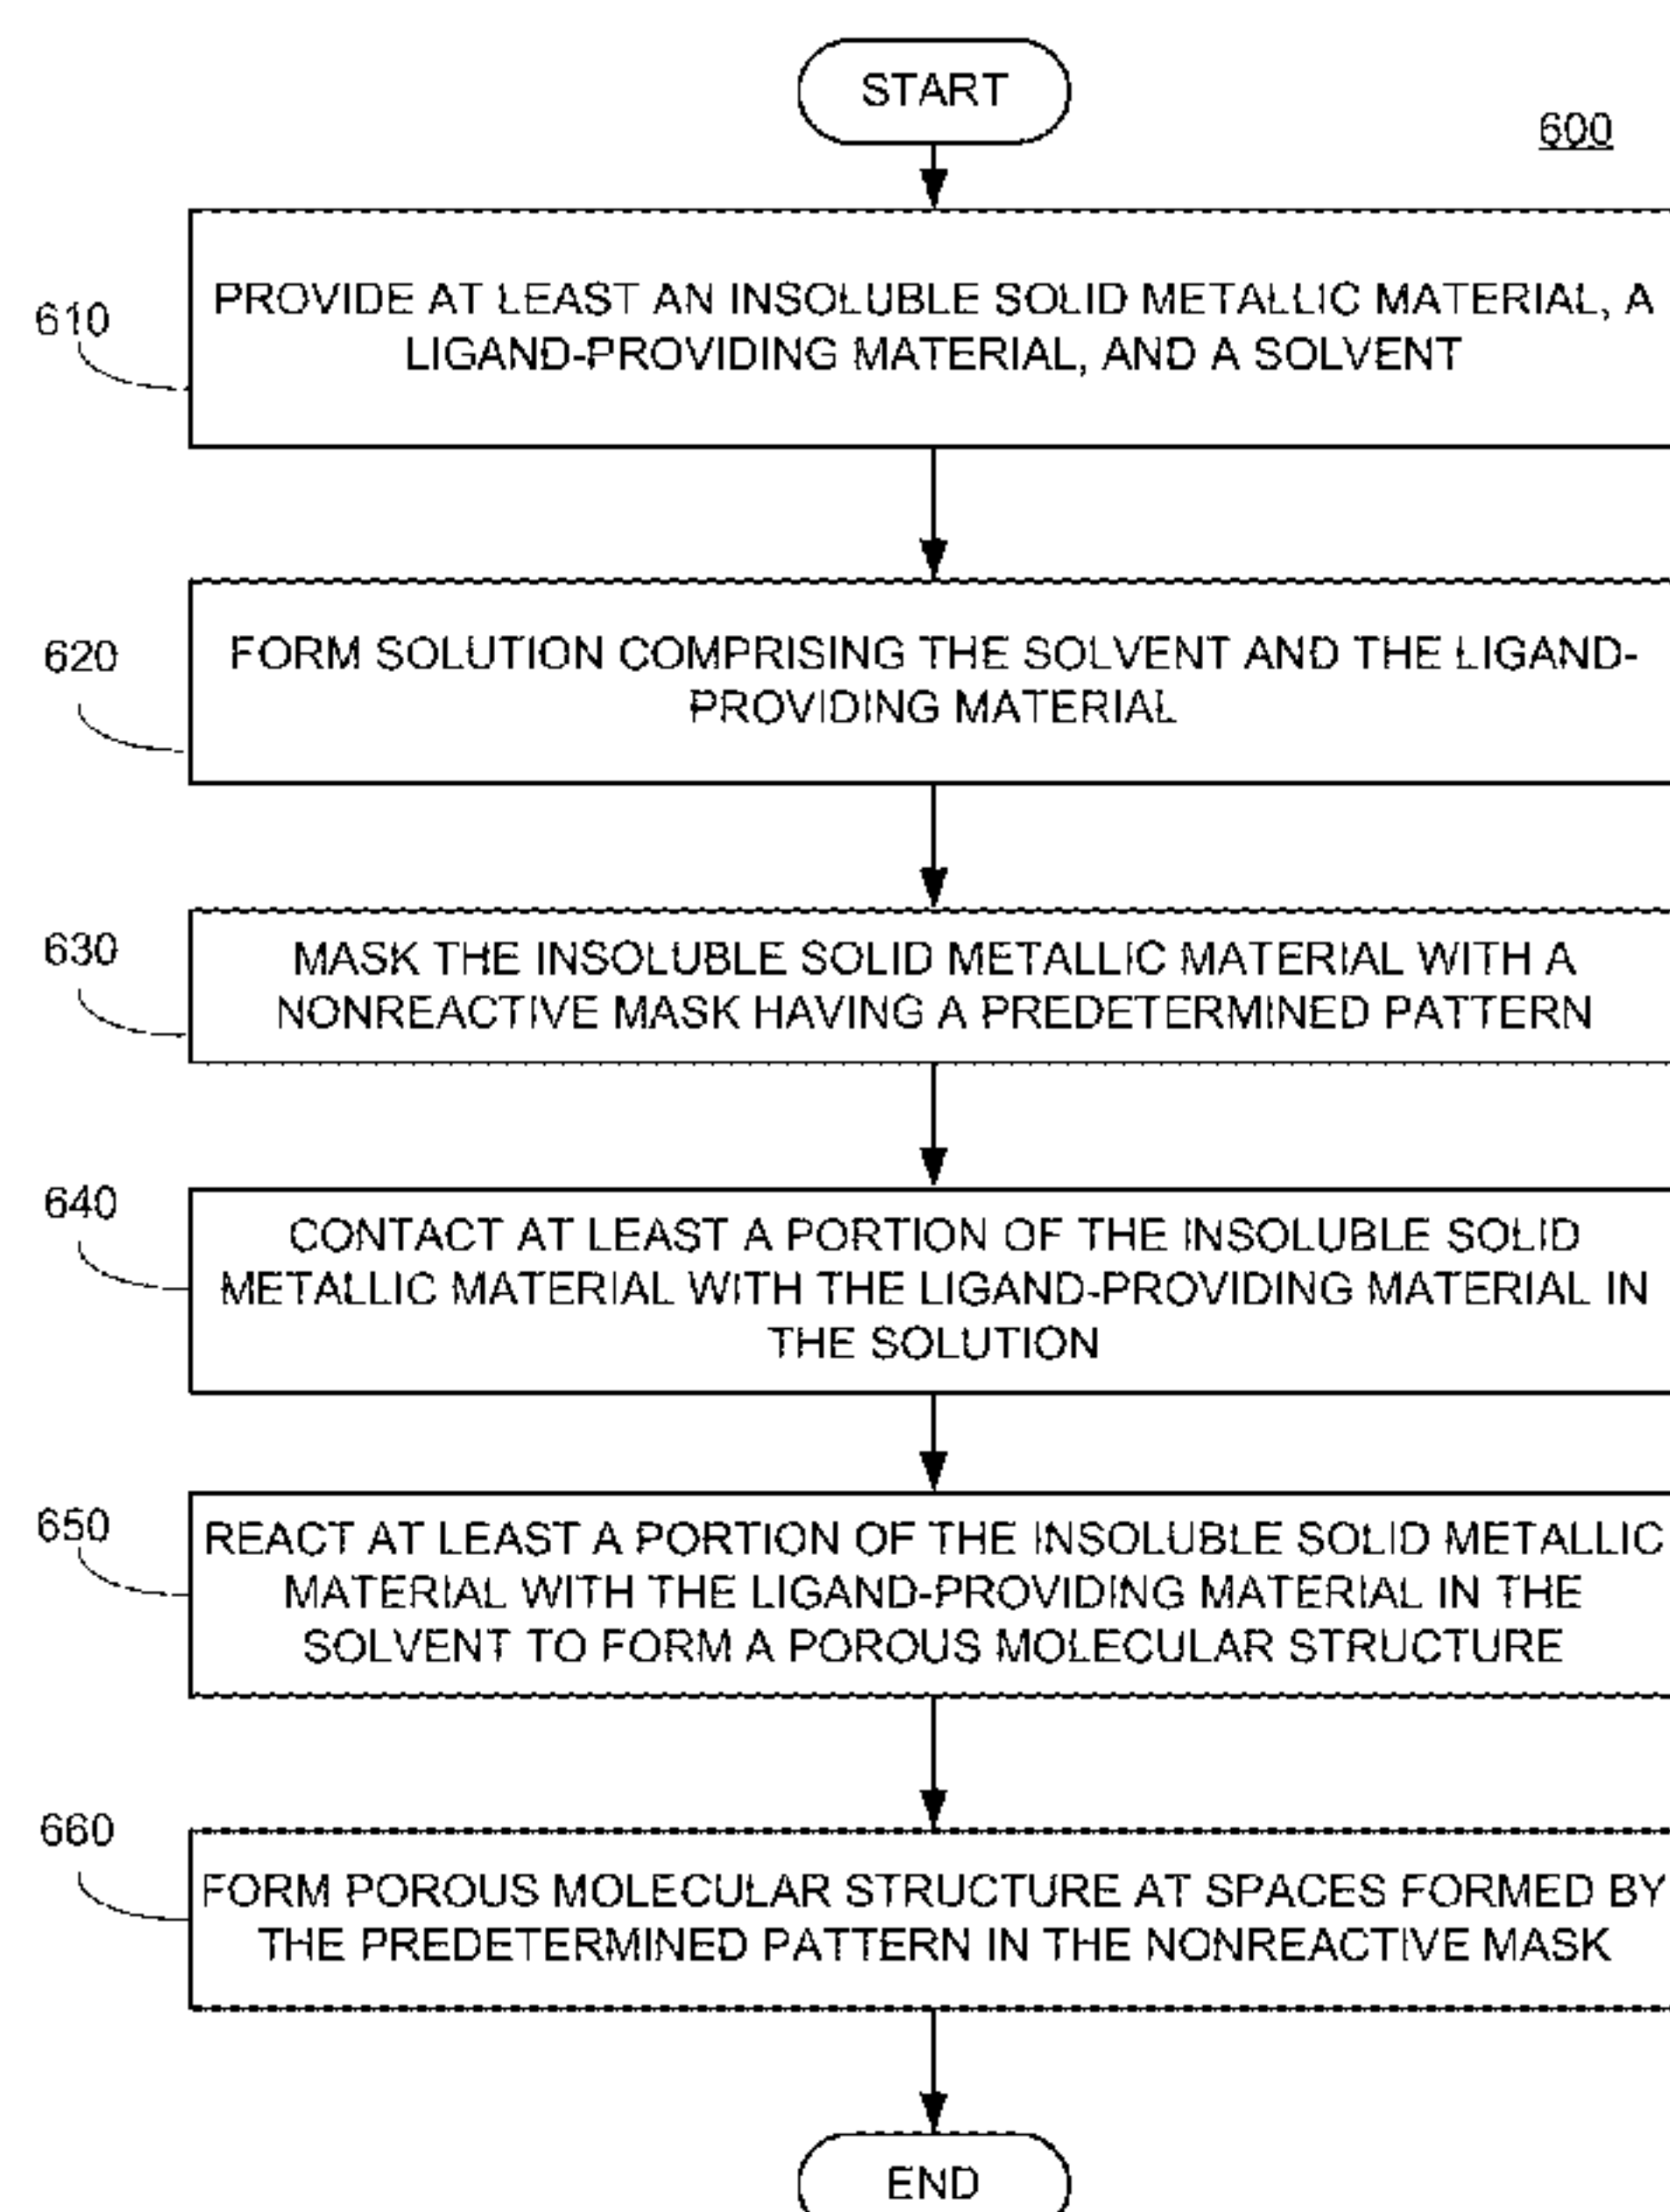 START
600
610
PROVIDE AT LEAST AN INSOLUBLE SOLID METALLIC MATERIAL, A
LIGAND-PROVIDING MATERIAL, AND A SOLVENT
620
FORM SOLUTION COMPRISING THE SOLVENT AND THE LIGAND-
PROVIDING MATERIAL
630
MASK THE INSOLUBLE SOLID METALLIC MATERIAL WITH A
NONREACTIVE MASK HAVING A PREDETERMINED PATTERN
640
CONTACT AT LEAST A PORTION OF THE INSOLUBLE SOLID
METALLIC MATERIAL WITH THE LIGAND-PROVIDING MATERIAL IN
THE SOLUTION
650
REACT AT LEAST A PORTION OF THE INSOLUBLE SOLID METALLIC
MATERIAL WITH THE LIGAND-PROVIDING MATERIAL IN THE
SOLVENT TO FORM A POROUS MOLECULAR STRUCTURE
660
FORM POROUS MOLECULAR STRUCTURE AT SPACES FORMED BY
THE PREDETERMINED PATTERN IN THE NONREACTIVE MASK
END